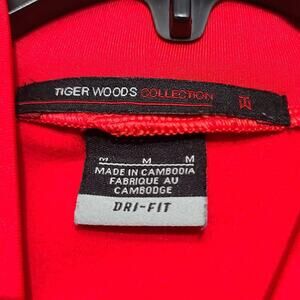 TIGER WOODS COLLECTION
M M M
MADE IN CAMBODIA
FABRIQUE AU
CAMBODGE
DRI-FIT